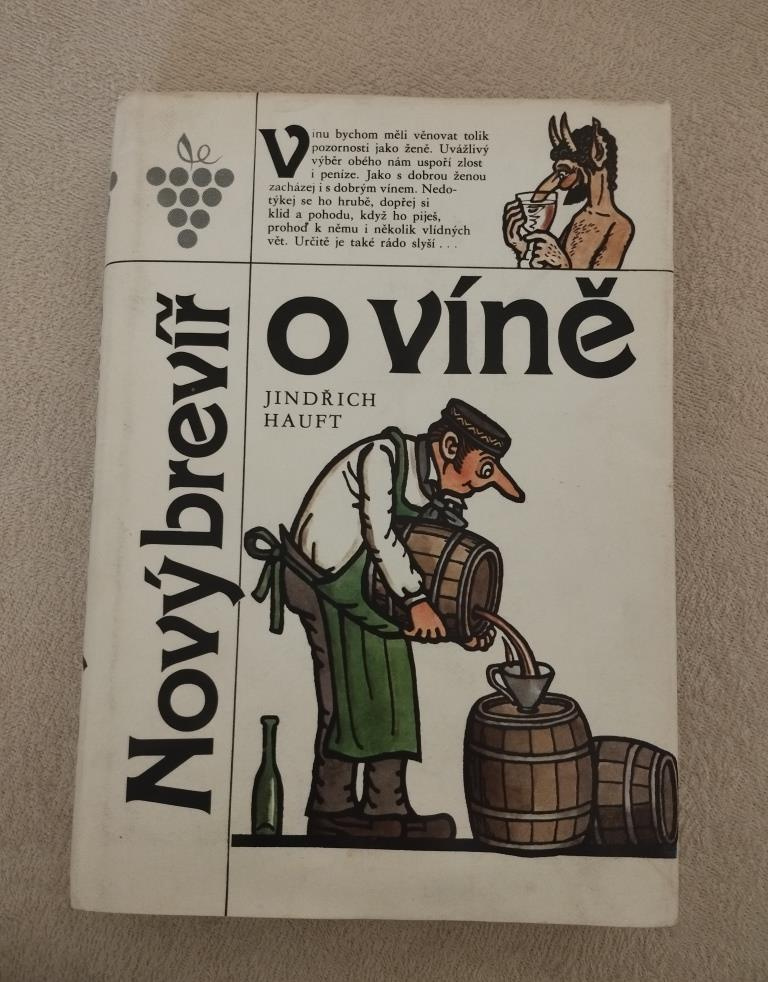 Vínu bychom měli věnovat tolik
pozornosti jako ženě. Uvážlivý
výběr obého nám uspoří zlost
i peníze. Jako s dobrou ženou
zacházej i s dobrým vínem. Nedo-
týkej se ho hrubě, dopřej si
klid a pohodu, když ho piješ,
prohoď k němu i několik vlídných
vět. Určitě je také rádo slyší . . .
Nový brevíř
o víně
JINDŘICH
HAUFT